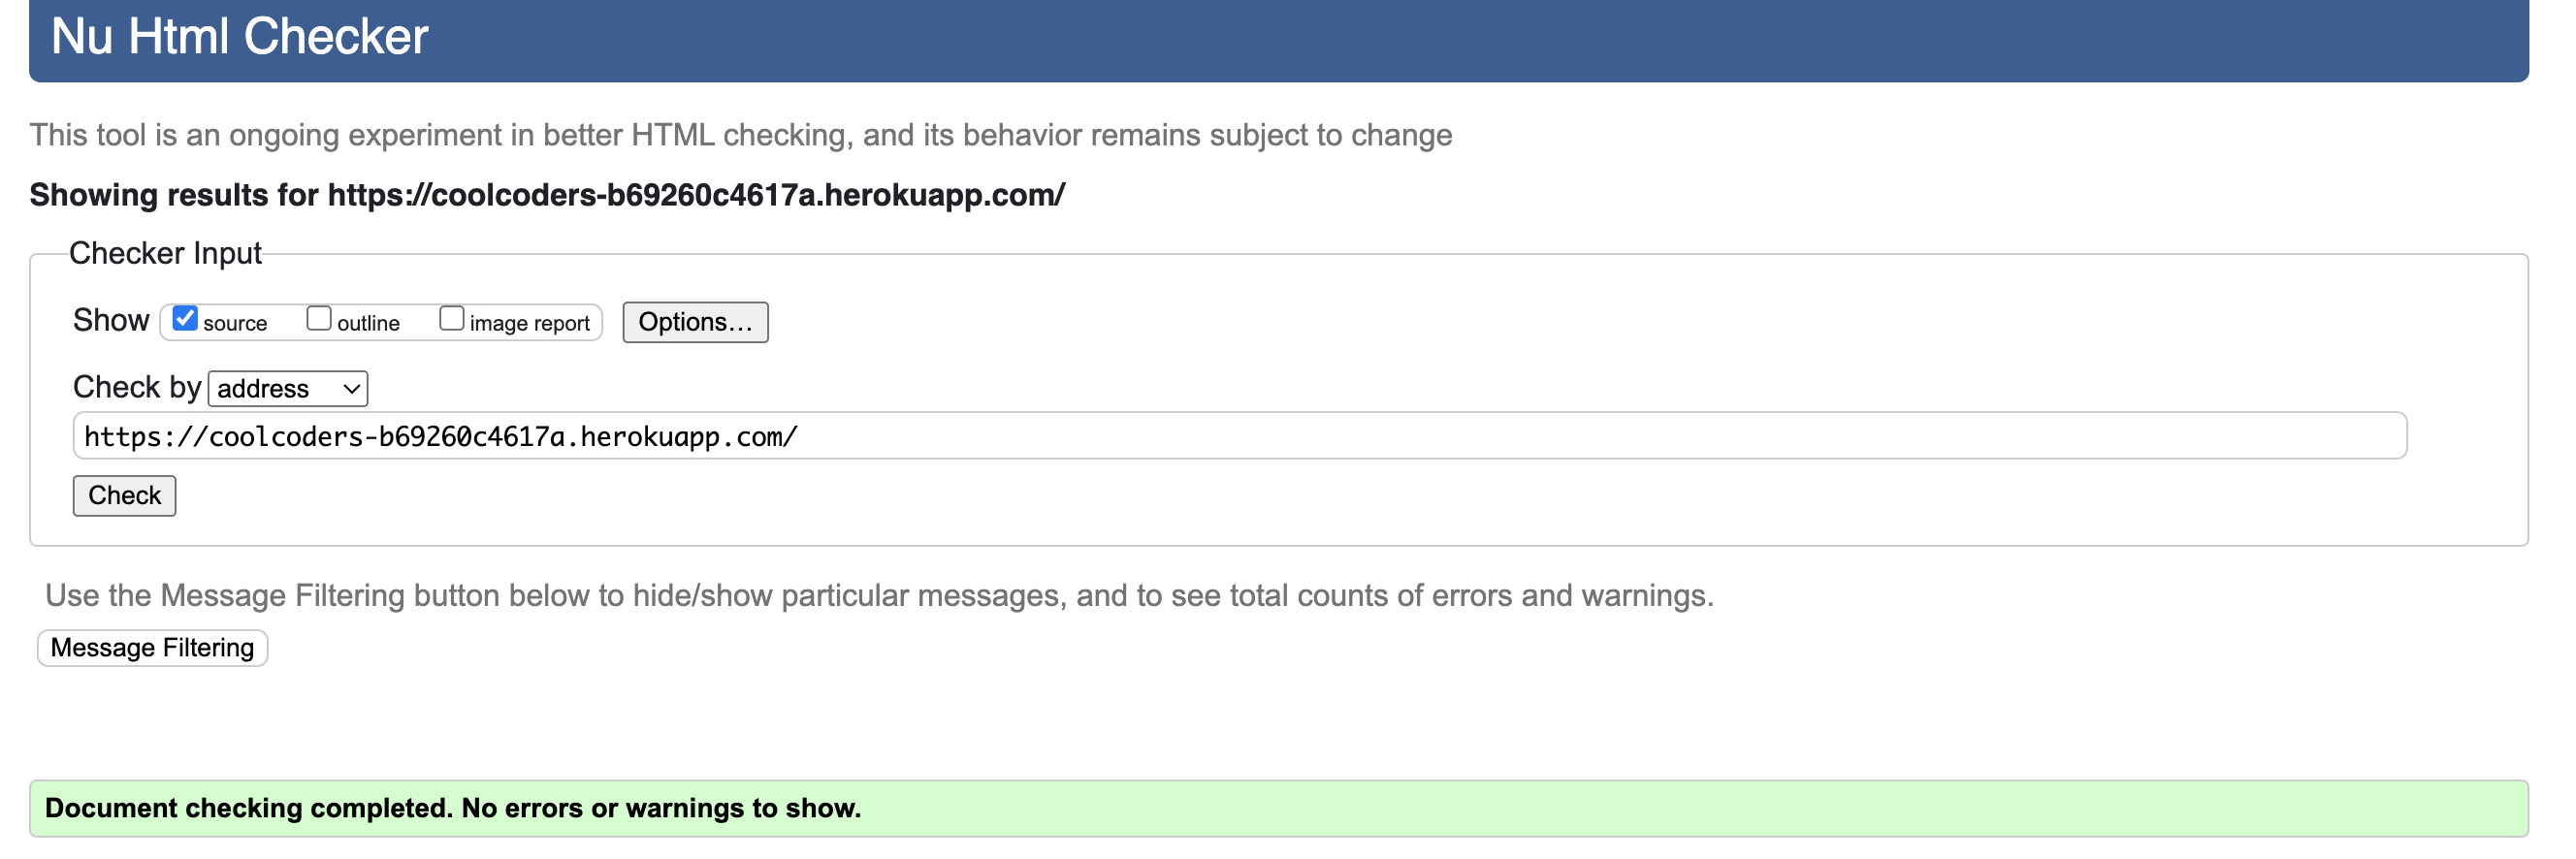 Nu Html Checker
This tool is an ongoing experiment in better HTML checking, and its behavior remains subject to change
Showing results for https://coolcoders-b69260c4617a.herokuapp.com/
Checker Input
Show source outline image report Options...
Check by address
https://coolcoders-b69260c4617a.herokuapp.com/
Check
Use the Message Filtering button below to hide/show particular messages, and to see total counts of errors and warnings.
Message Filtering
Document checking completed. No errors or warnings to show.